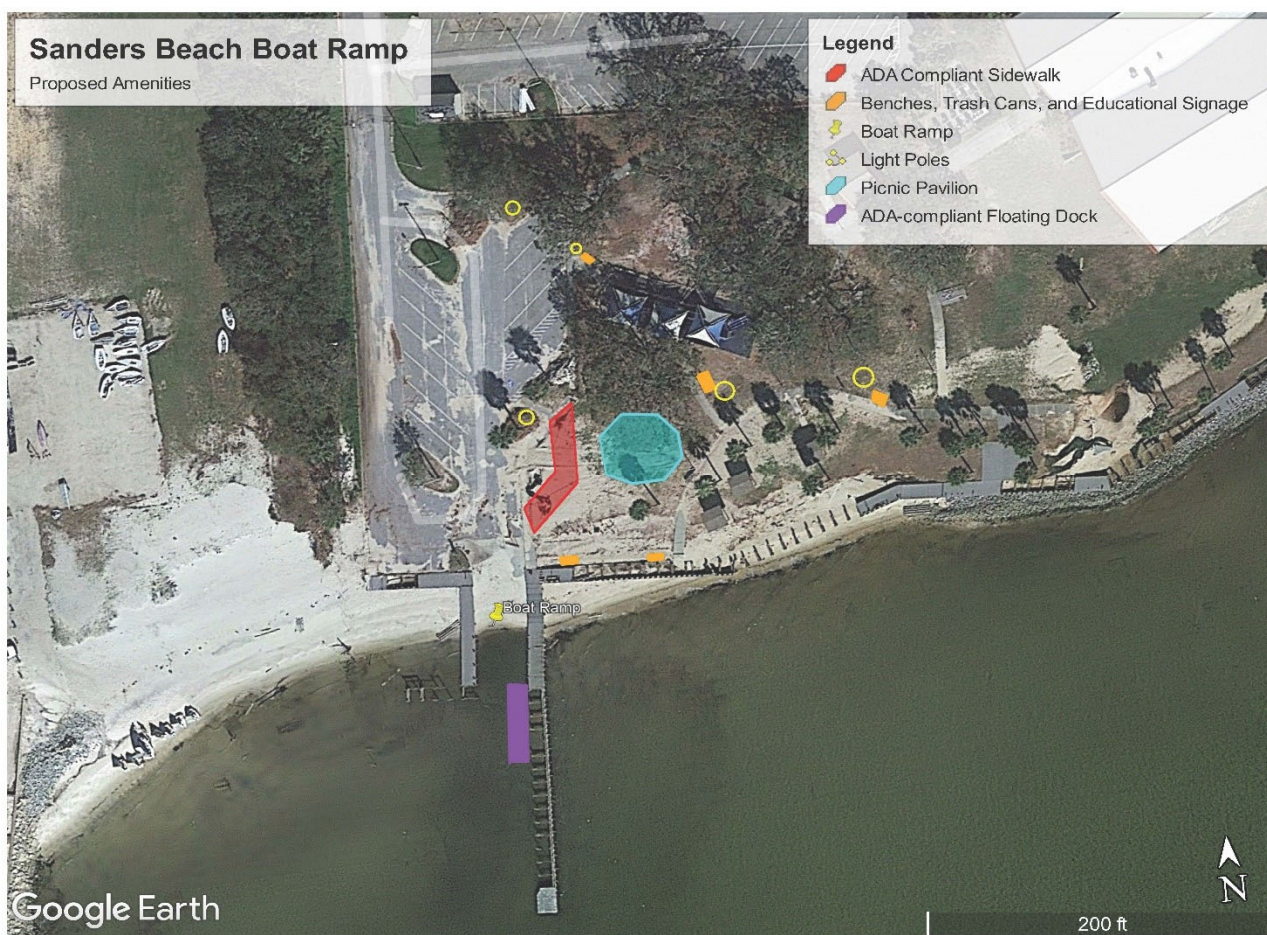 Sanders Beach Boat Ramp
Proposed Amenities
Legend
ADA Compliant Sidewalk
Benches, Trash Cans, and Educational Signage
Boat Ramp
Light Poles
Picnic Pavilion
ADA-compliant Floating Dock
Boat Ramp
Google Earth
N
200 ft